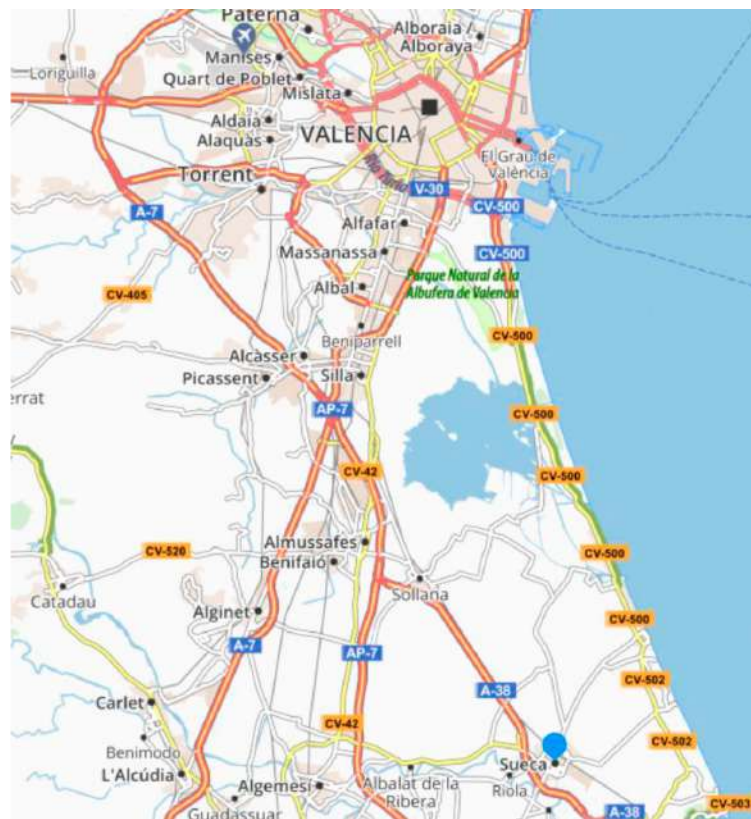 Paterna
Alboraia /
Alboraya
Loriguilla
Manises
Quart de Poblet
Mislata
Aldaia
Alaquàs
VALENCIA
El Grau de
València
Torrent
V-30
CV-500
A-7
Alfafar
Massanassa
CV-500
Parque Natural de la
Albufera de Valencia
Albal
CV-405
Beniparrell
CV-500
Alcàsser
Picassent
Silla
errat
AP-7
CV-500
CV-42
CV-500
Almussafes
CV-520
Benifaió
CV-500
Catadau
Sollana
Alginet
CV-500
A-7
AP-7
CV-502
A-38
Carlet
CV-42
CV-502
Benimodo
Sueca
L'Alcúdia
Algemesí
Albalat de la
Ribera
Riola
CV-503
Guadassuar
A-38